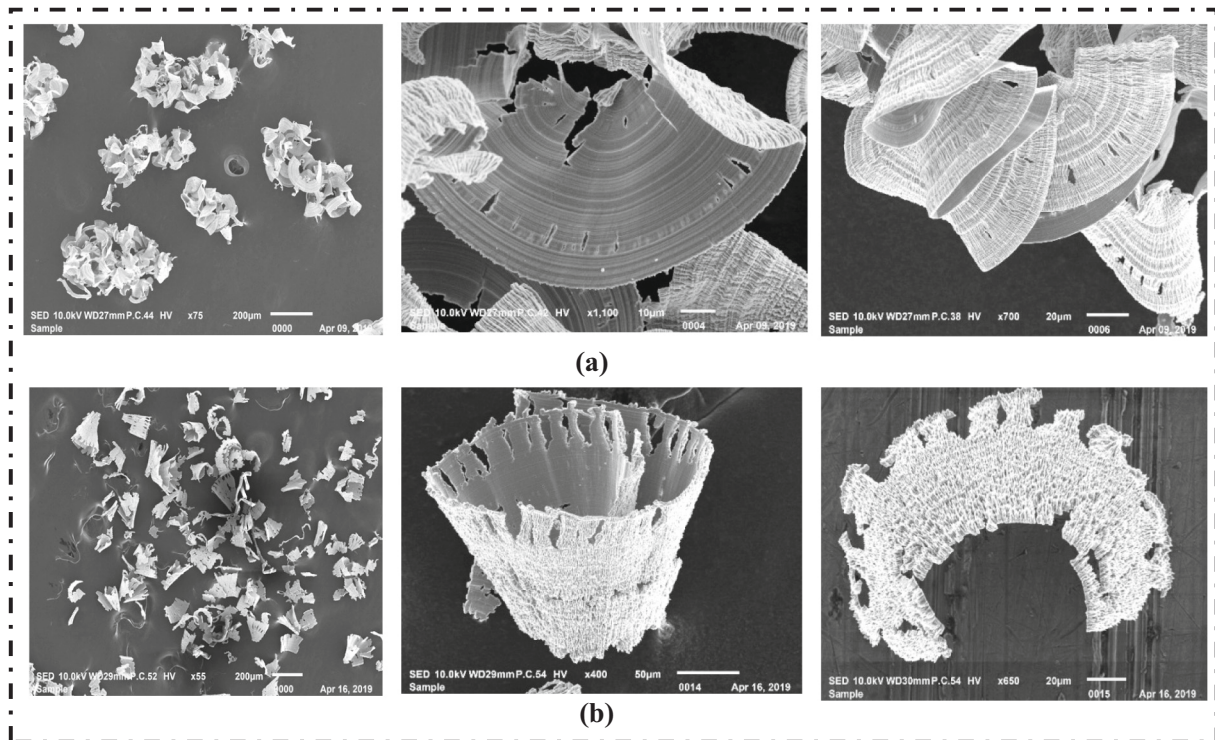 SED 10.0kV WD27mm P.C.44 HV x75 200µm
Sample 0000 Apr 09,
SED 10.0kV WD27mm P.C.42 HV x1,100 10µm
Sample 0004 Apr 09, 2019
SED 10.0kV WD27mm P.C.38 HV x700 20µm
Sample 0006 Apr 09, 2019
(a)
SED 10.0kV WD29mm P.C.52 HV x55 200µm
Sample 0000 Apr 16, 2019
SED 10.0kV WD29mm P.C.54 HV x400 50µm
Sample 0014 Apr 16, 2019
SED 10.0kV WD30mm P.C.54 HV x650 20µm
Sample 0015 Apr 16, 2019
(b)